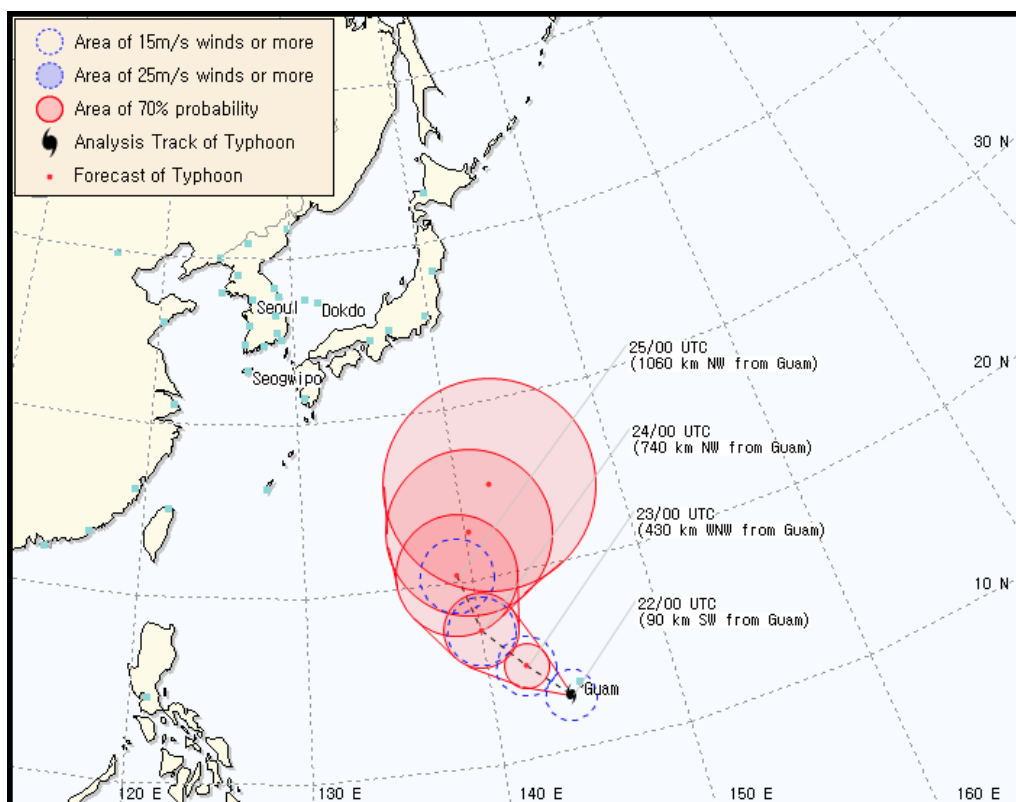 Area of 15m/s winds or more
Area of 25m/s winds or more
Area of 70% probability
Analysis Track of Typhoon
Forecast of Typhoon
30 N
Seoul
Dokdo
Seogwipo
25/00 UTC
(1060 km NW from Guam)
20 N
24/00 UTC
(740 km NW from Guam)
23/00 UTC
(430 km WNW from Guam)
10 N
22/00 UTC
(90 km SW from Guam)
Guam
120 E
130 E
140 E
150 E
160 E